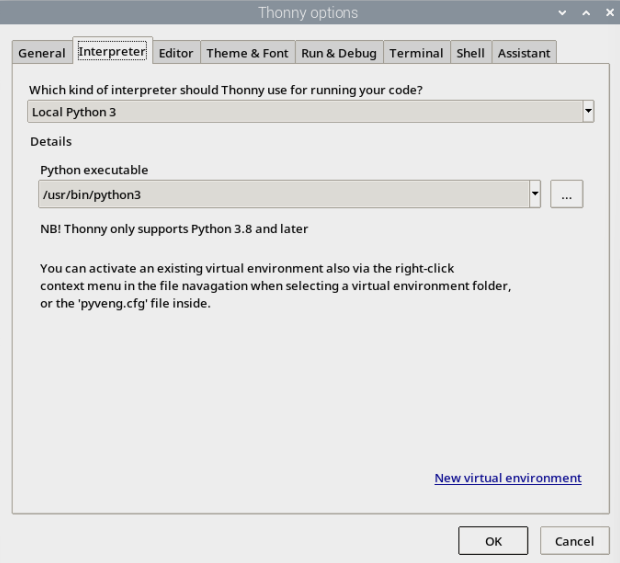 Thonny options
General Interpreter Editor Theme & Font Run & Debug Terminal Shell Assistant
Which kind of interpreter should Thonny use for running your code?
Local Python 3
Details
Python executable
/usr/bin/python3
...
NB! Thonny only supports Python 3.8 and later
You can activate an existing virtual environment also via the right-click
context menu in the file navagation when selecting a virtual environment folder,
or the 'pyveng.cfg' file inside.
New virtual environment
OK Cancel